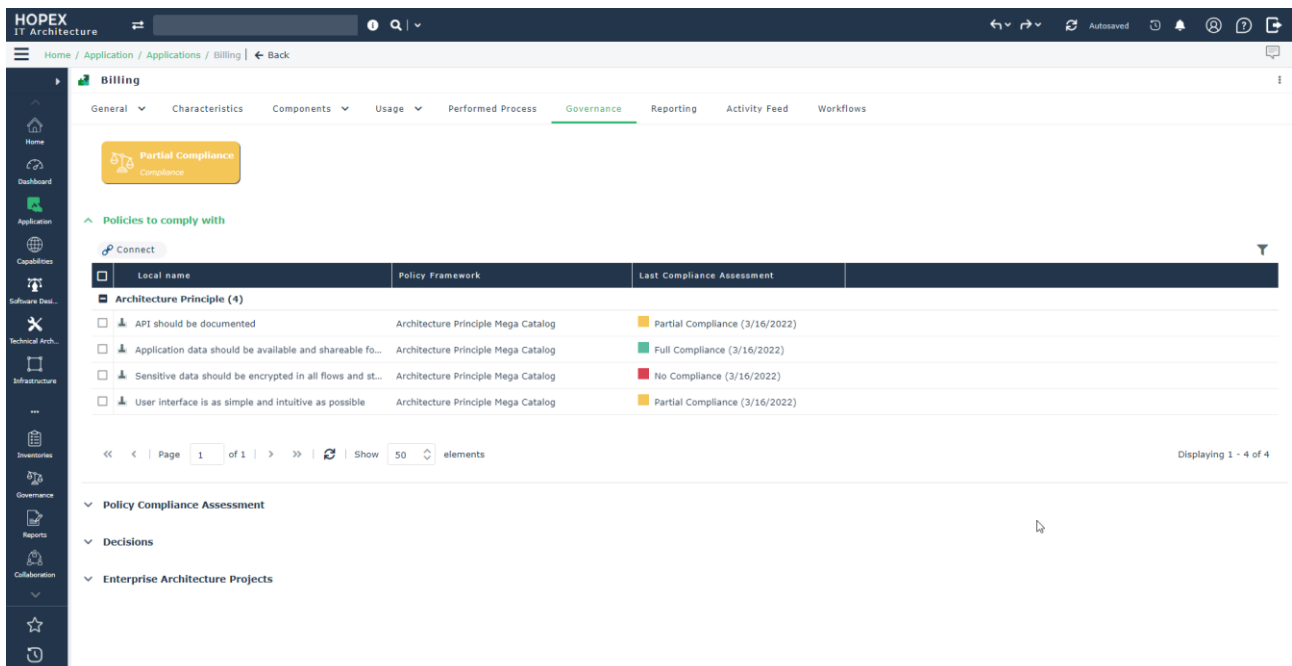 HOPEX
IT Architecture
Autosaved
Home / Application / Applications / Billing | ← Back
Billing
General Characteristics Components Usage Performed Process Governance Reporting Activity Feed Workflows
Home
Dashboard
Application
Capabilities
Software Desi...
Technical Arch...
Infrastructure
...
Inventories
Governance
Reports
Collaboration
Partial Compliance
Compliance
Policies to comply with
Connect
Local name Policy Framework Last Compliance Assessment
Architecture Principle (4)
API should be documented Architecture Principle Mega Catalog Partial Compliance (3/16/2022)
Application data should be available and shareable fo... Architecture Principle Mega Catalog Full Compliance (3/16/2022)
Sensitive data should be encrypted in all flows and st... Architecture Principle Mega Catalog No Compliance (3/16/2022)
User interface is as simple and intuitive as possible Architecture Principle Mega Catalog Partial Compliance (3/16/2022)
Page 1 of 1 Show 50 elements Displaying 1 - 4 of 4
Policy Compliance Assessment
Decisions
Enterprise Architecture Projects